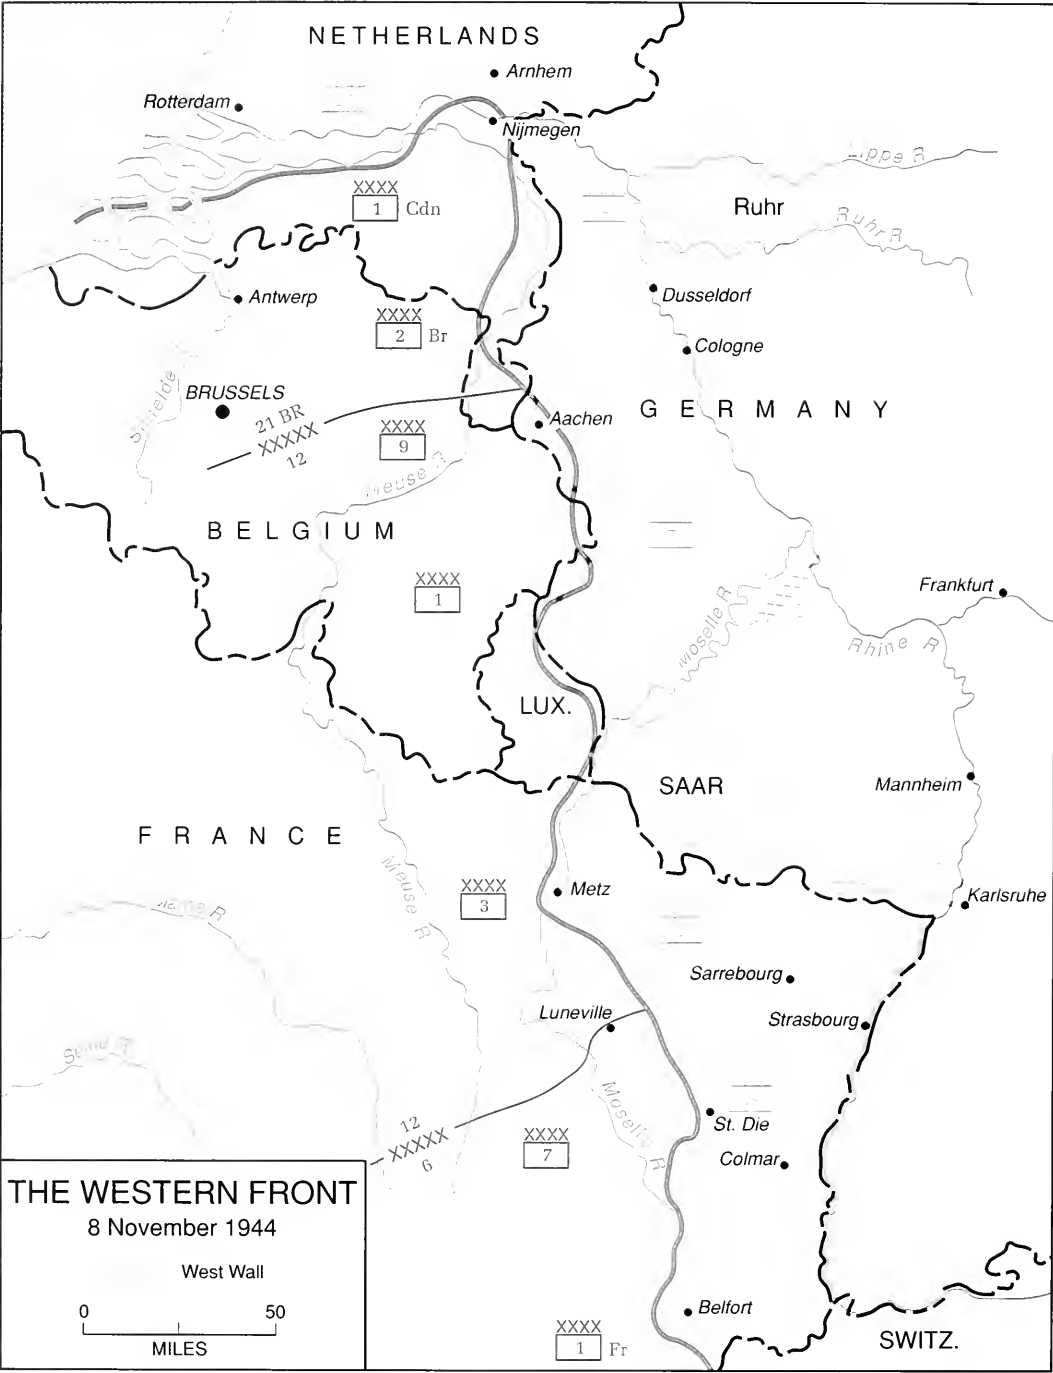 NETHERLANDS
Arnhem
Rotterdam
Nijmegen
Lippe R
XXXX
1 Cdn
Ruhr
Ruhr R
Antwerp
Dusseldorf
XXXX
2 Br
Cologne
BRUSSELS
GERMANY
21 BR
XXXXX
12
XXXX
9
Aachen
Meuse R
BELGIUM
XXXX
1
Frankfurt
Moselle R
Rhine R
LUX.
SAAR
Mannheim
FRANCE
Meuse R
XXXX
3
Metz
Karlsruhe
Sarrebourg
Luneville
Strasbourg
Moselle R
12
XXXXX
6
XXXX
7
St. Die
Colmar
THE WESTERN FRONT
8 November 1944
West Wall
0 50
MILES
Belfort
XXXX
1 Fr
SWITZ.